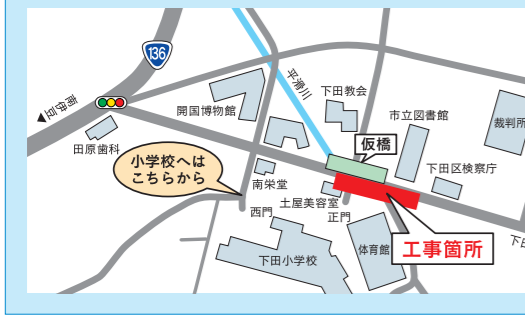 136
南伊豆
田原歯科
開国博物館
平滑川
下田教会
市立図書館
裁判所
仮橋
下田区検察庁
小学校へは
こちらから
南栄堂
土屋美容室
西門
正門
体育館
工事箇所
下田小学校
下田